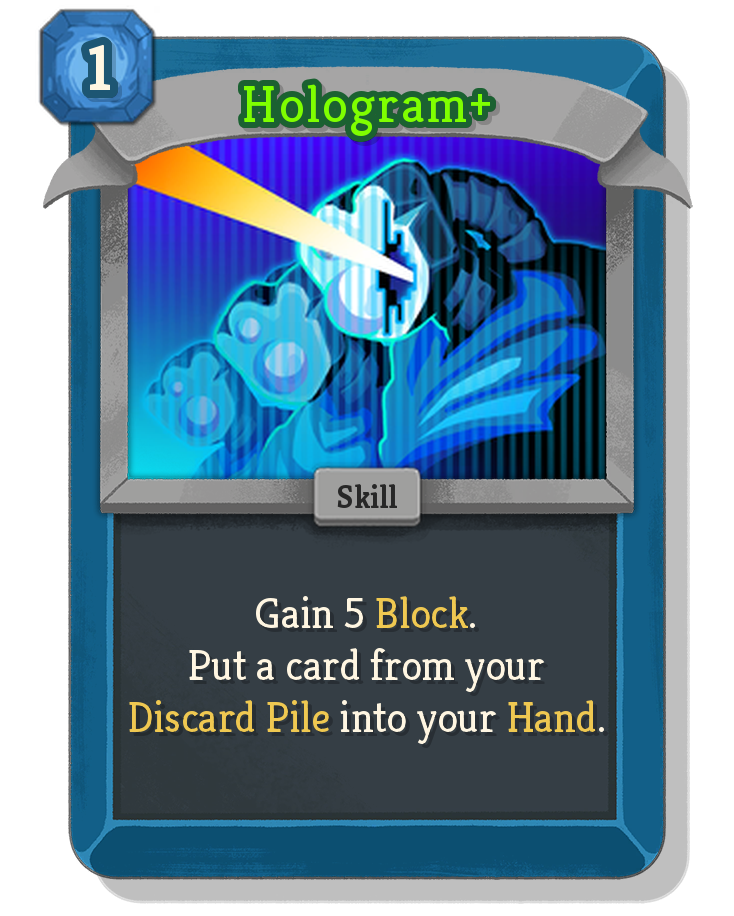 1
Hologram+
Skill
Gain 5 Block.
Put a card from your
Discard Pile into your Hand.